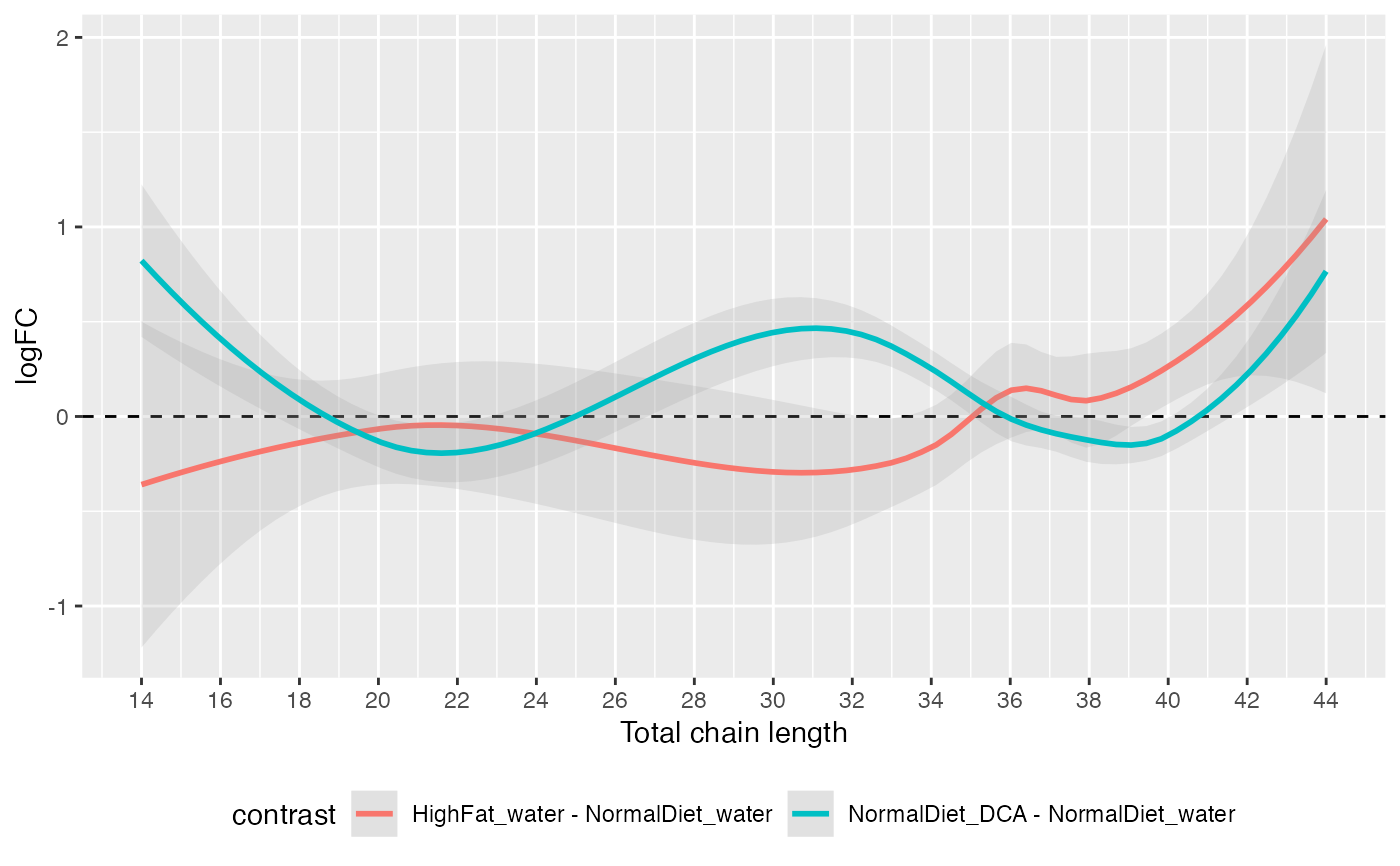 2
1
0
-1
logFC
14 16 18 20 22 24 26 28 30 32 34 36 38 40 42 44
Total chain length
contrast HighFat_water - NormalDiet_water NormalDiet_DCA - NormalDiet_water